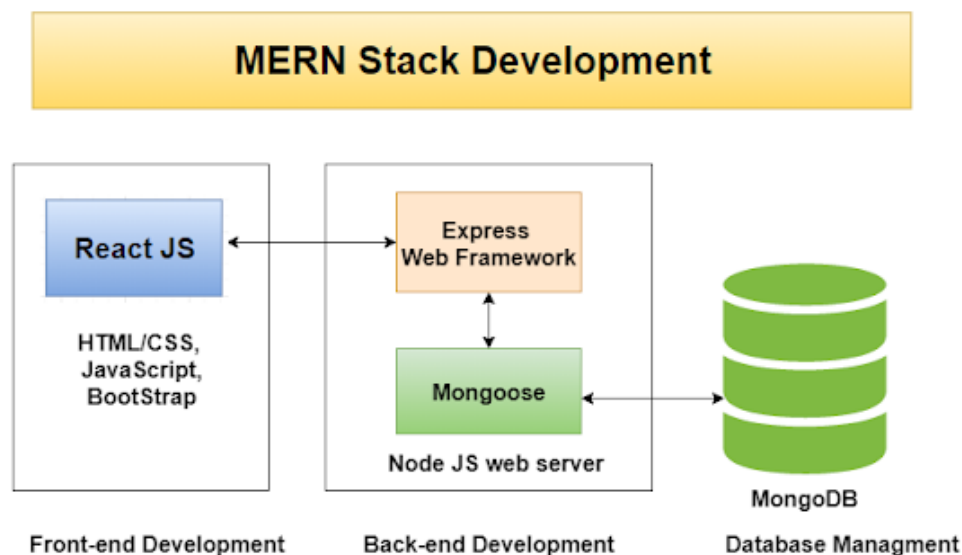 MERN Stack Development
React JS
HTML/CSS,
JavaScript,
BootStrap
Front-end Development
Express
Web Framework
Mongoose
Node JS web server
Back-end Development
MongoDB
Database Managment